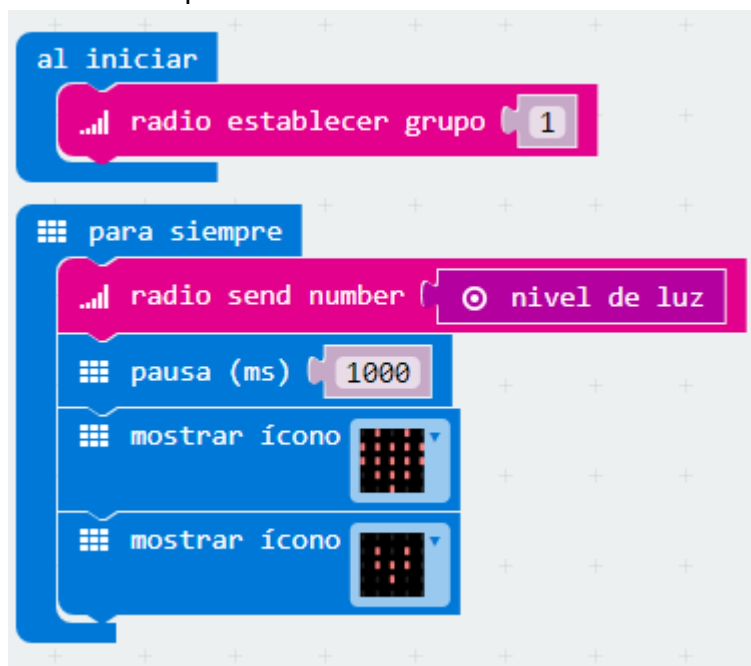 al iniciar
radio establecer grupo 1
para siempre
radio send number nivel de luz
pausa (ms) 1000
mostrar ícono
mostrar ícono